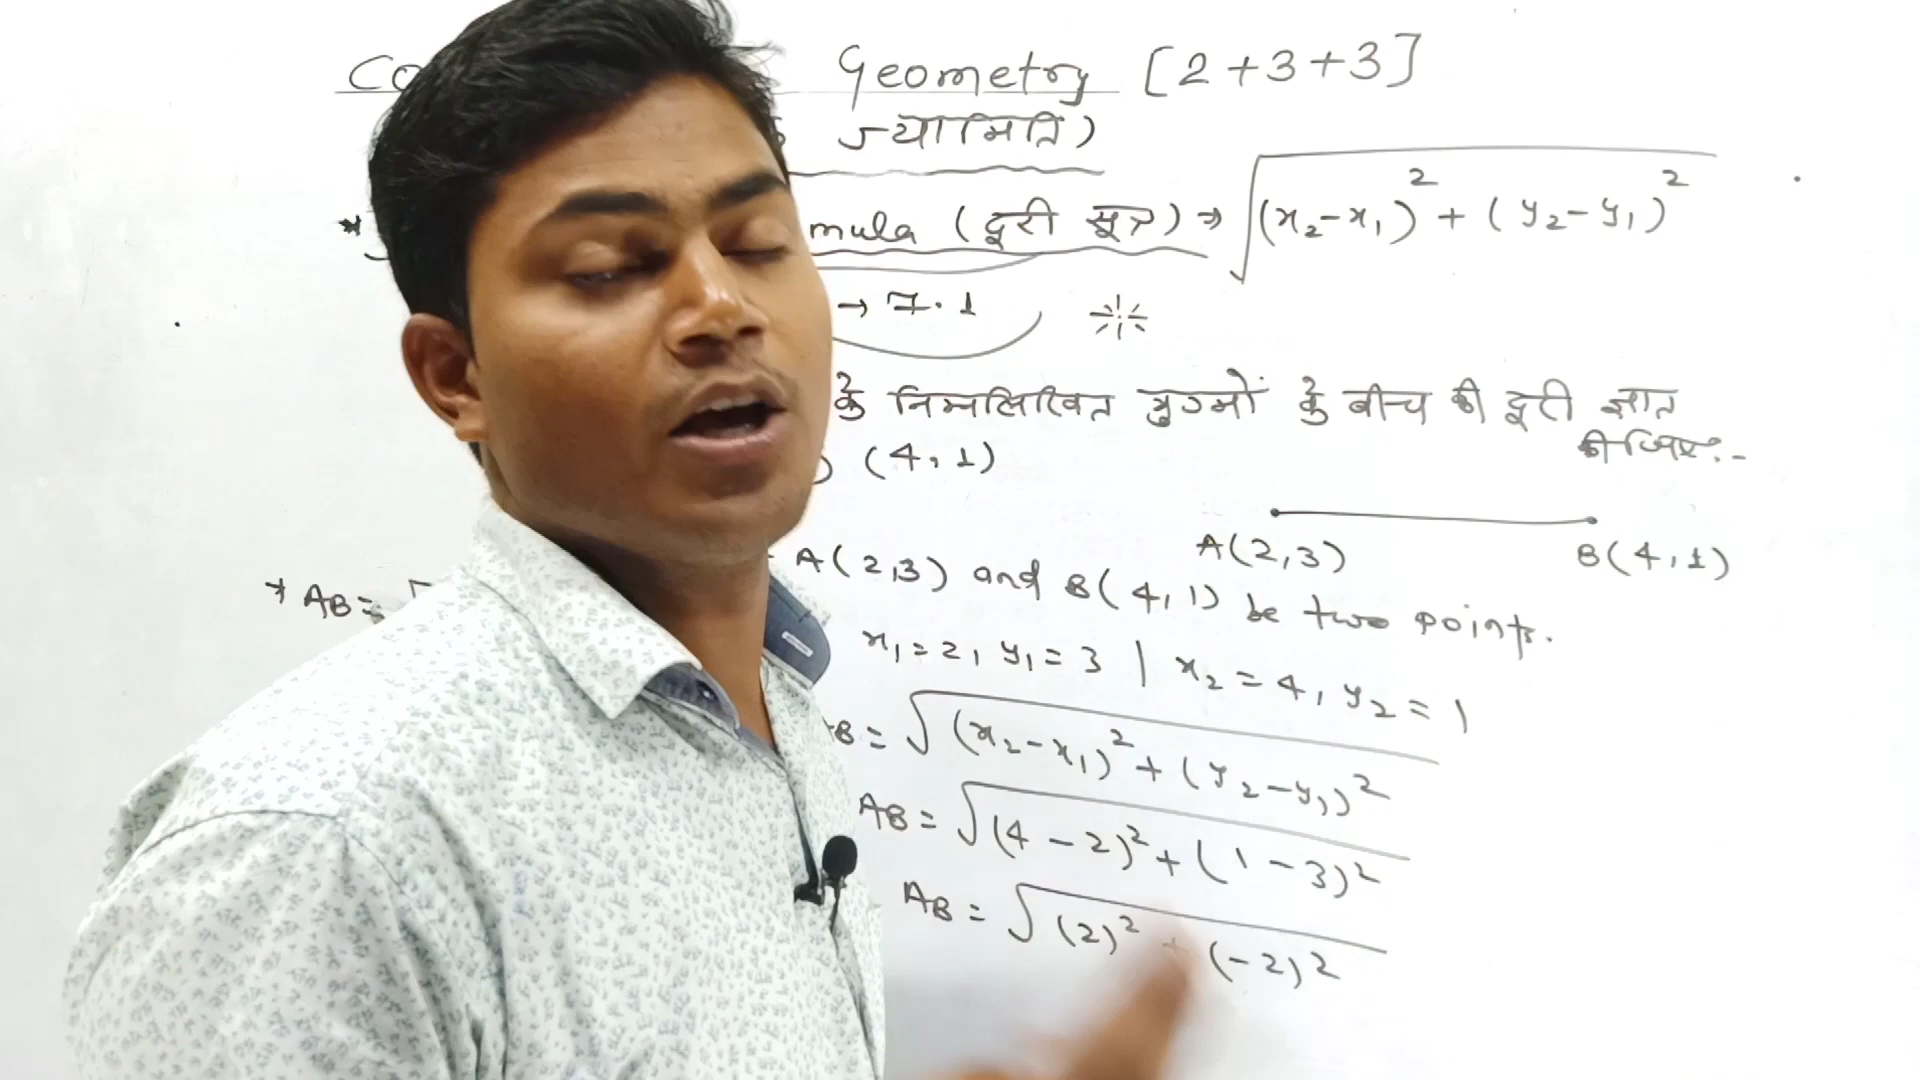 Geometry [2+3+3]
ज्यामिति)
(दूरी सूत्र) → √(x₂-x₁)² + (y₂-y₁)²
→ 7.1
के निम्नलिखित युग्मों के बीच की दूरी ज्ञात
कीजिए:-
(4,1)
A(2,3) B(4,1)
A(2,3) and B(4,1) be two points.
* AB =
x₁=2, y₁=3 | x₂=4, y₂=1
B = √(x₂-x₁)² + (y₂-y₁)²
AB = √(4-2)² + (1-3)²
AB = √(2)² + (-2)²